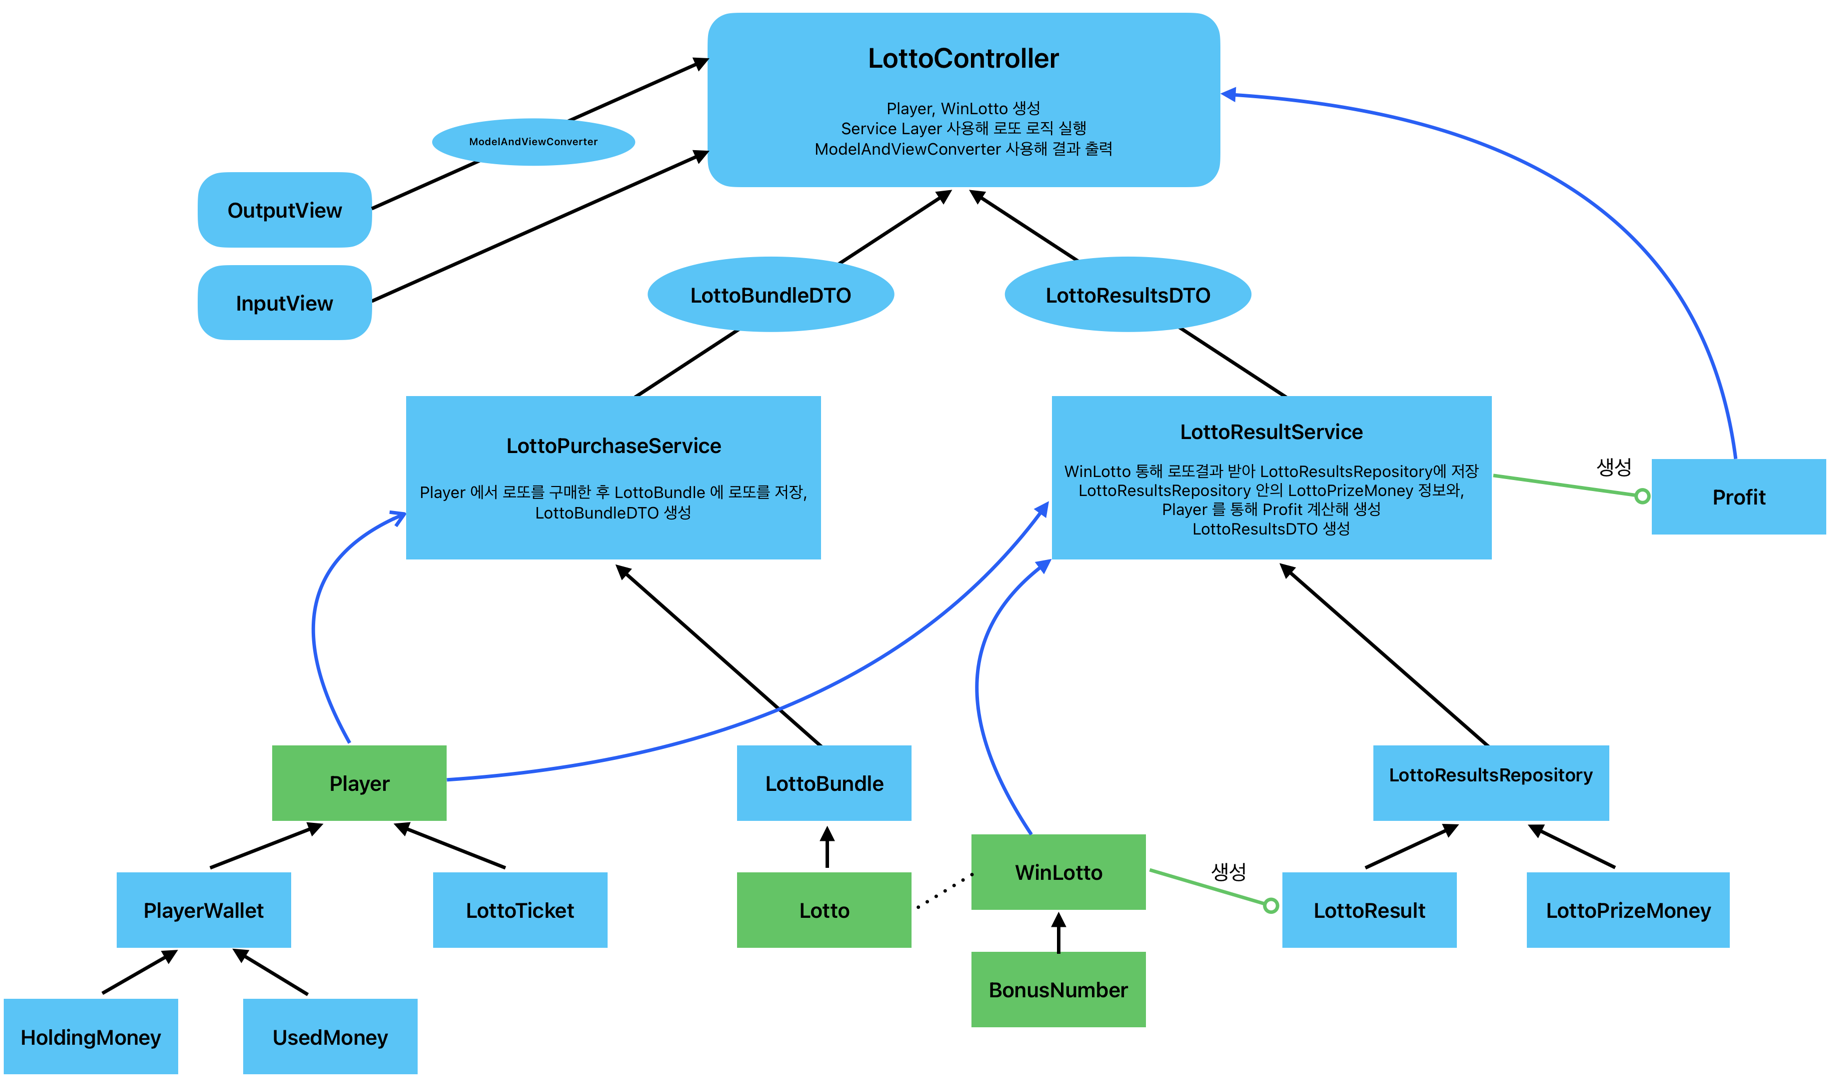 LottoController
Player, WinLotto 생성
Service Layer 사용해 로또 로직 실행
ModelAndViewConverter 사용해 결과 출력
ModelAndViewConverter
OutputView
InputView
LottoBundleDTO
LottoResultsDTO
LottoPurchaseService
Player 에서 로또를 구매한 후 LottoBundle 에 로또를 저장,
LottoBundleDTO 생성
LottoResultService
WinLotto 통해 로또결과 받아 LottoResultsRepository에 저장
LottoResultsRepository 안의 LottoPrizeMoney 정보와,
Player 를 통해 Profit 계산해 생성
LottoResultsDTO 생성
생성
Profit
Player
LottoBundle
LottoResultsRepository
PlayerWallet
LottoTicket
Lotto
WinLotto
생성
LottoResult
LottoPrizeMoney
HoldingMoney
UsedMoney
BonusNumber